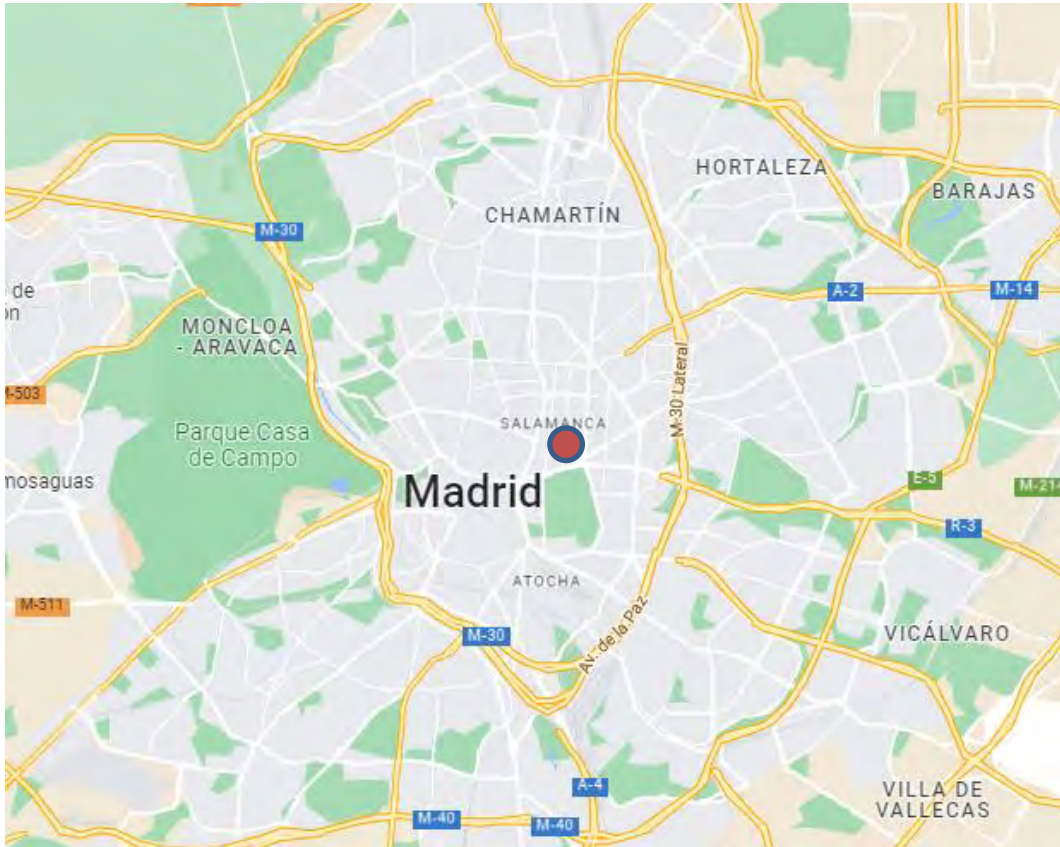 HORTALEZA
BARAJAS
CHAMARTÍN
M-30
de
A-2
M-14
MONCLOA
- ARAVACA
M-30 Lateral
-503
SALAMANCA
Parque Casa
de Campo
mosaguas
Madrid
E-5
M-214
R-3
ATOCHA
M-511
Av. de la Paz
M-30
VICÁLVARO
A-4
VILLA DE
VALLECAS
M-40
M-40